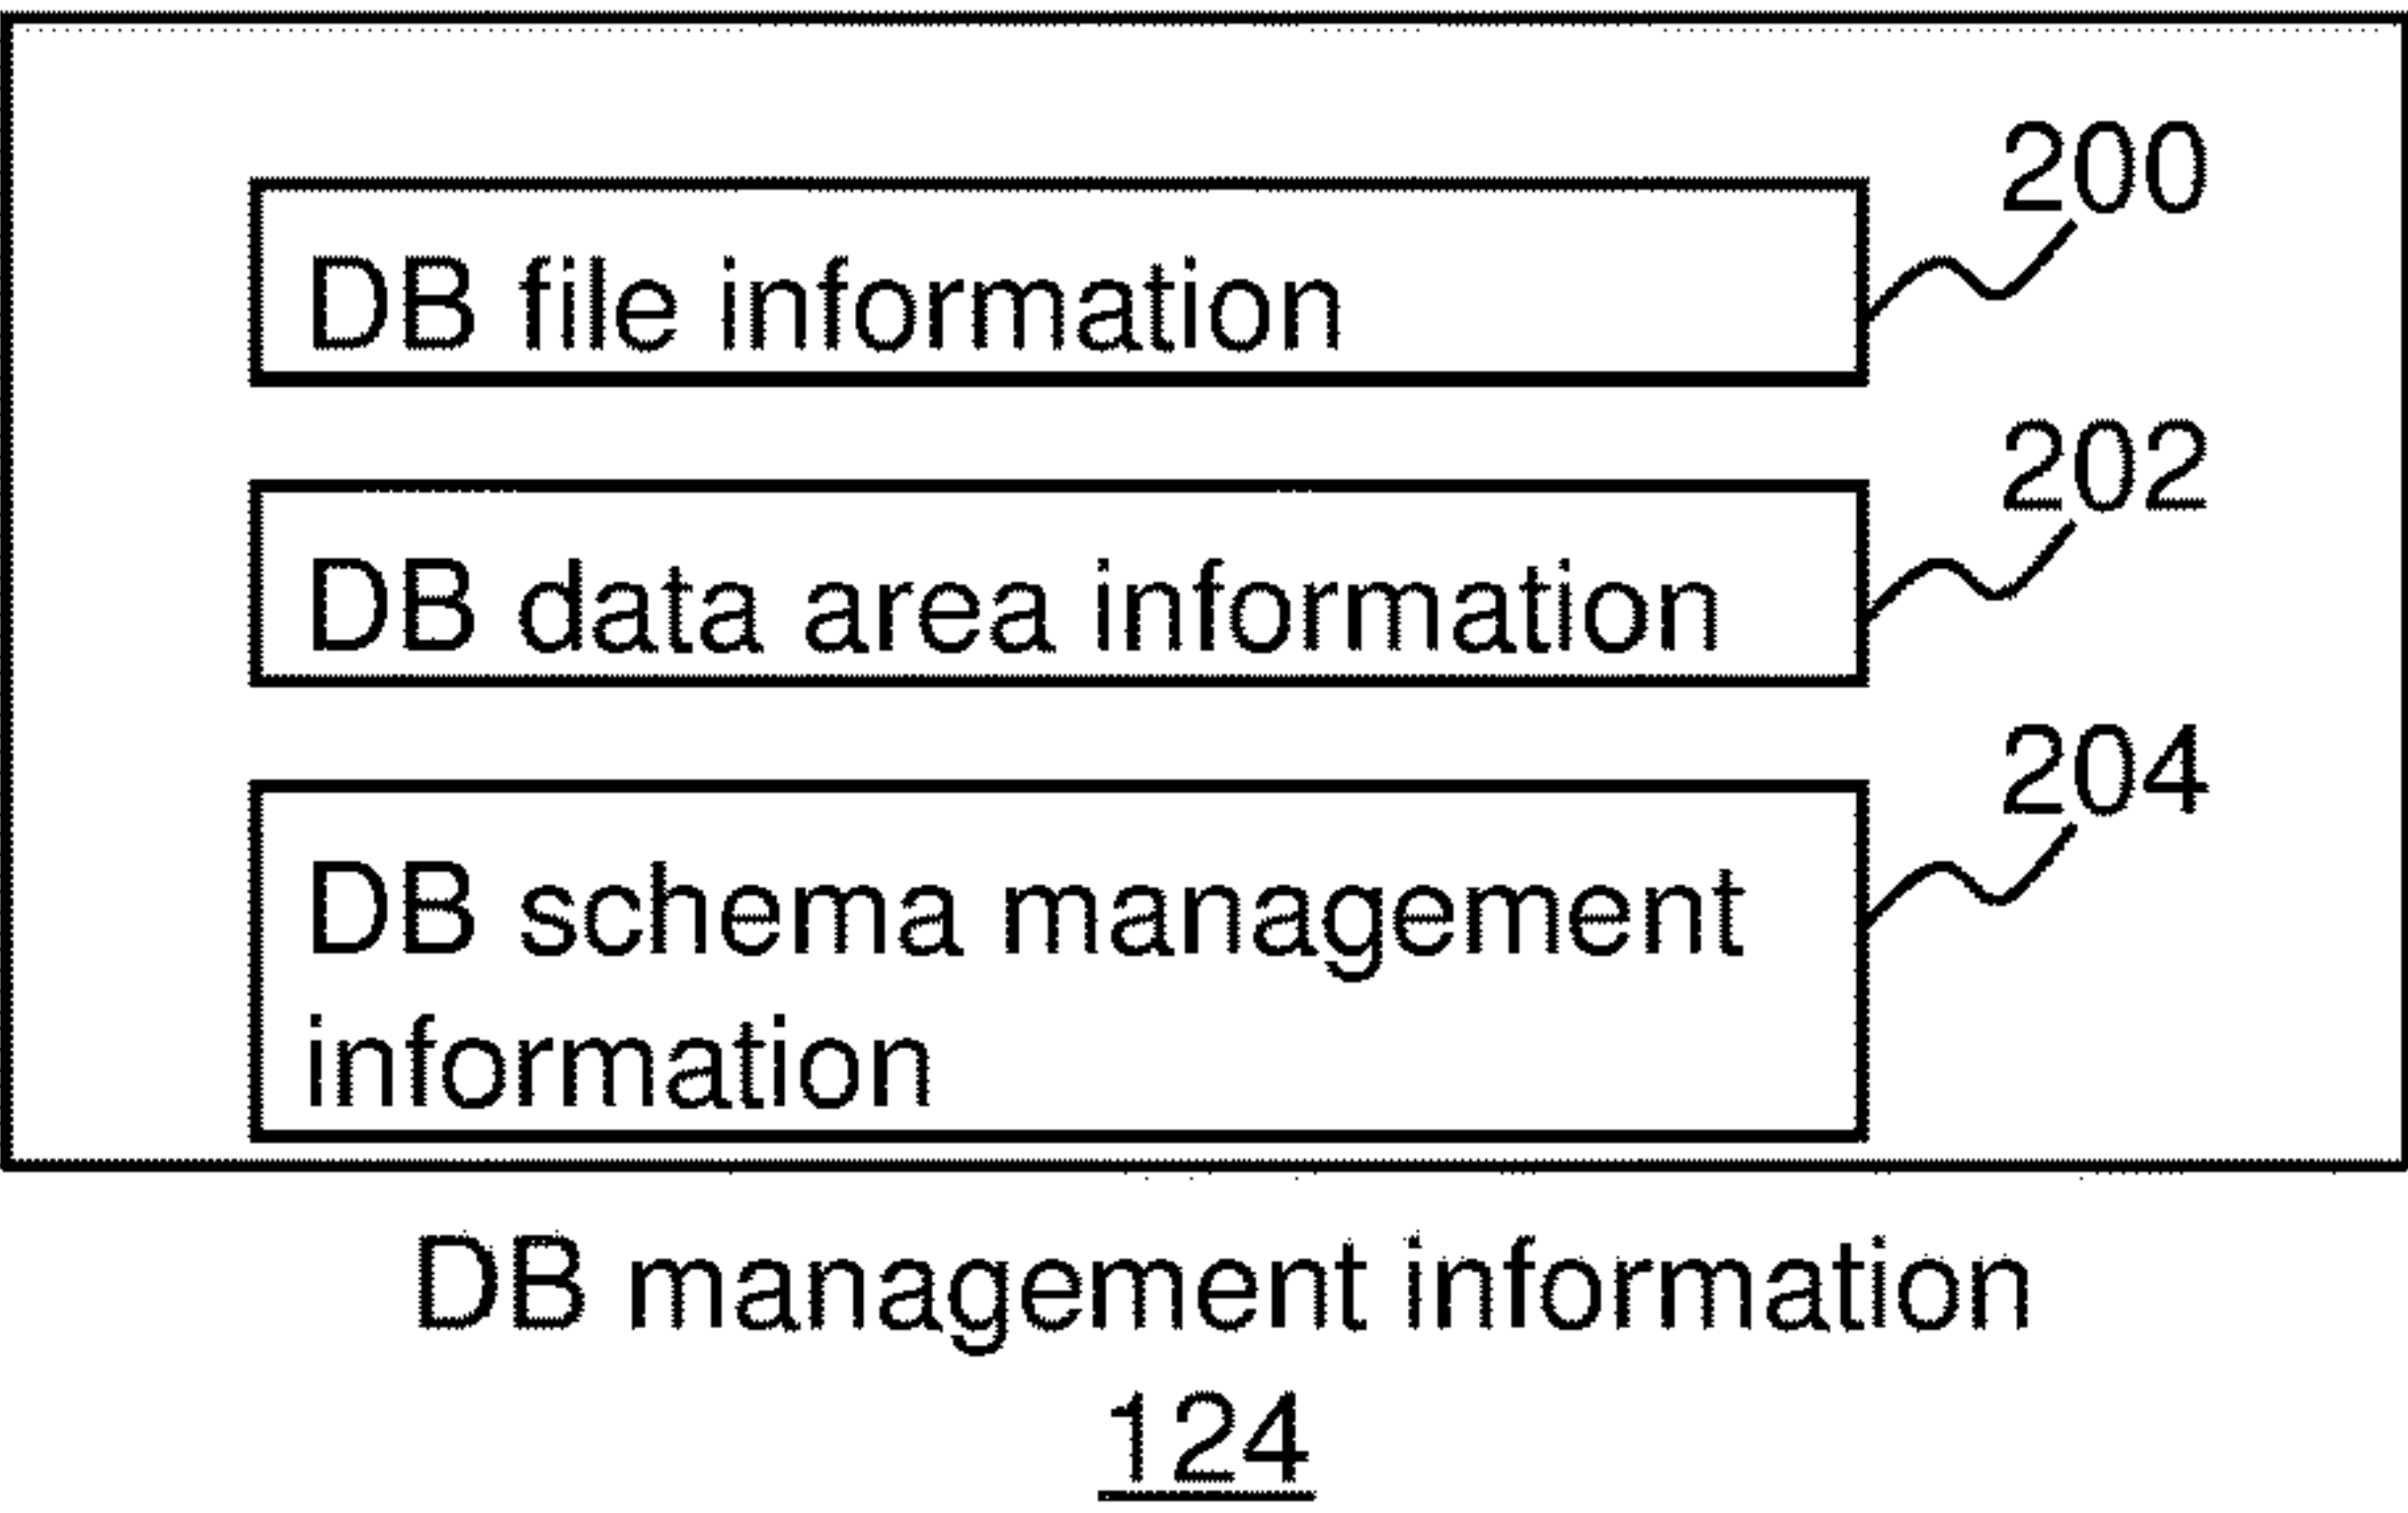 200
DB file information
202
DB data area information
204
DB schema management
information
DB management information
124